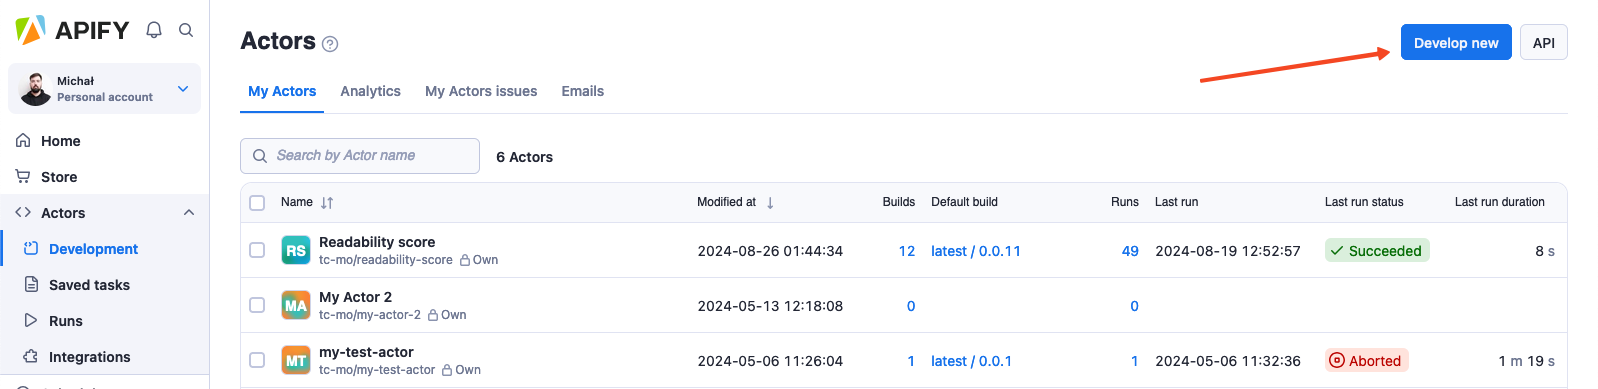 APIFY
Michał
Personal account
Home
Store
Actors
Development
Saved tasks
Runs
Integrations
Actors
Develop new
API
My Actors Analytics My Actors issues Emails
Search by Actor name
6 Actors
Name Modified at Builds Default build Runs Last run Last run status Last run duration
RS Readability score 2024-08-26 01:44:34 12 latest / 0.0.11 49 2024-08-19 12:52:57 Succeeded 8 s
tc-mo/readability-score Own
MA My Actor 2 2024-05-13 12:18:08 0 0
tc-mo/my-actor-2 Own
MT my-test-actor 2024-05-06 11:26:04 1 latest / 0.0.1 1 2024-05-06 11:32:36 Aborted 1 m 19 s
tc-mo/my-test-actor Own